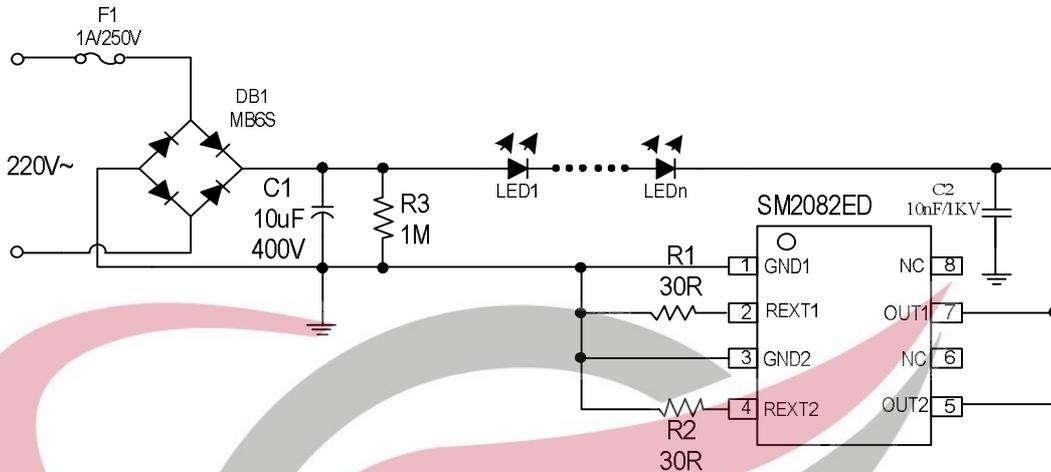 F1
1A/250V
DB1
MB6S
220V~
C1
10uF
400V
R3
1M
LED1
LEDn
C2
10nF/1KV
SM2082ED
R1
30R
1 GND1
2 REXT1
3 GND2
4 REXT2
NC 8
OUT1 7
NC 6
OUT2 5
R2
30R